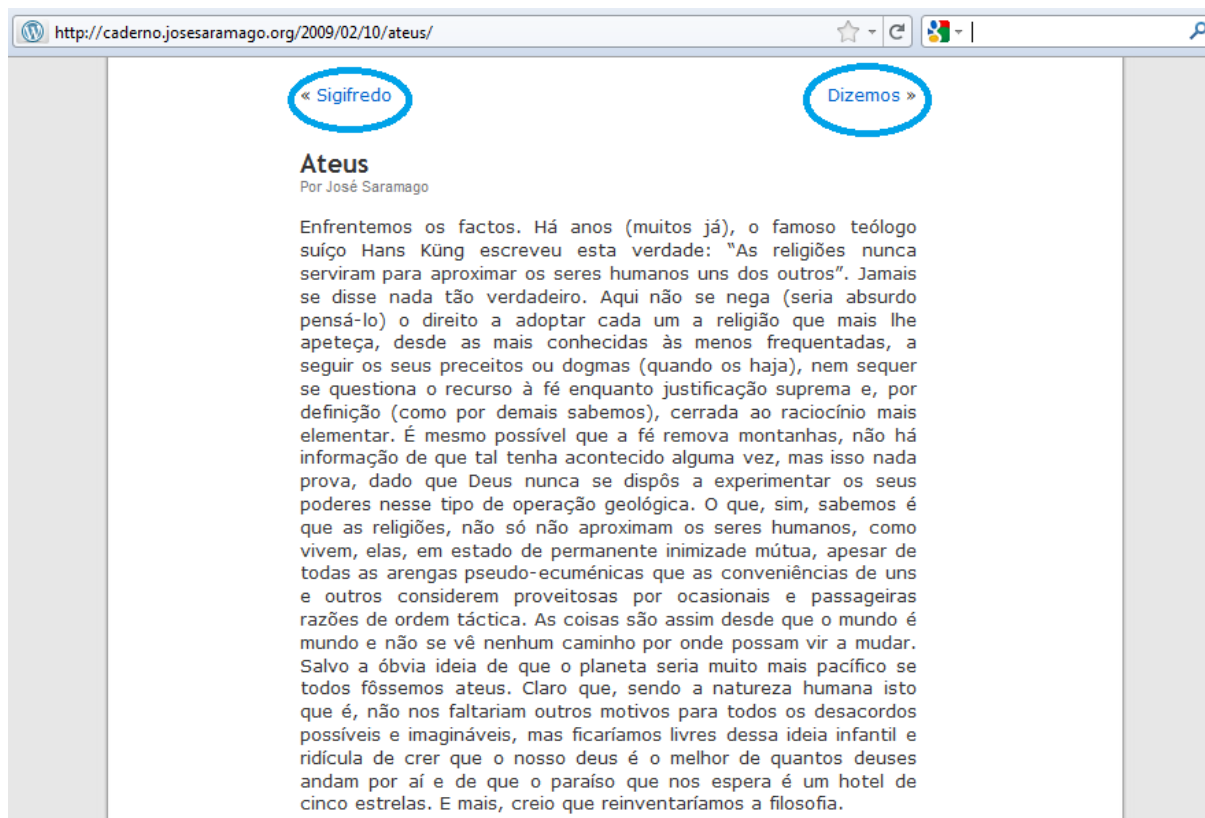 http://caderno.josesaramago.org/2009/02/10/ateus/
« Sigifredo
Dizemos »
Ateus
Por José Saramago
Enfrentemos os factos. Há anos (muitos já), o famoso teólogo
suíço Hans Küng escreveu esta verdade: “As religiões nunca
serviram para aproximar os seres humanos uns dos outros”. Jamais
se disse nada tão verdadeiro. Aqui não se nega (seria absurdo
pensá-lo) o direito a adoptar cada um a religião que mais lhe
apeteça, desde as mais conhecidas às menos frequentadas, a
seguir os seus preceitos ou dogmas (quando os haja), nem sequer
se questiona o recurso à fé enquanto justificação suprema e, por
definição (como por demais sabemos), cerrada ao raciocínio mais
elementar. É mesmo possível que a fé remova montanhas, não há
informação de que tal tenha acontecido alguma vez, mas isso nada
prova, dado que Deus nunca se dispôs a experimentar os seus
poderes nesse tipo de operação geológica. O que, sim, sabemos é
que as religiões, não só não aproximam os seres humanos, como
vivem, elas, em estado de permanente inimizade mútua, apesar de
todas as arengas pseudo-ecuménicas que as conveniências de uns
e outros considerem proveitosas por ocasionais e passageiras
razões de ordem táctica. As coisas são assim desde que o mundo é
mundo e não se vê nenhum caminho por onde possam vir a mudar.
Salvo a óbvia ideia de que o planeta seria muito mais pacífico se
todos fôssemos ateus. Claro que, sendo a natureza humana isto
que é, não nos faltariam outros motivos para todos os desacordos
possíveis e imagináveis, mas ficaríamos livres dessa ideia infantil e
ridícula de crer que o nosso deus é o melhor de quantos deuses
andam por aí e de que o paraíso que nos espera é um hotel de
cinco estrelas. E mais, creio que reinventaríamos a filosofia.